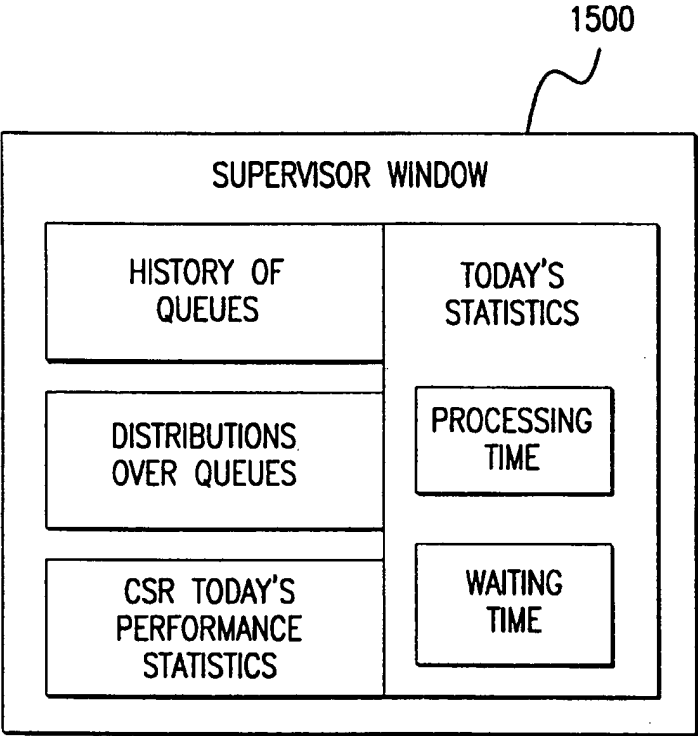 1500
SUPERVISOR WINDOW
HISTORY OF
QUEUES
DISTRIBUTIONS
OVER QUEUES
CSR TODAY'S
PERFORMANCE
STATISTICS
TODAY'S
STATISTICS
PROCESSING
TIME
WAITING
TIME